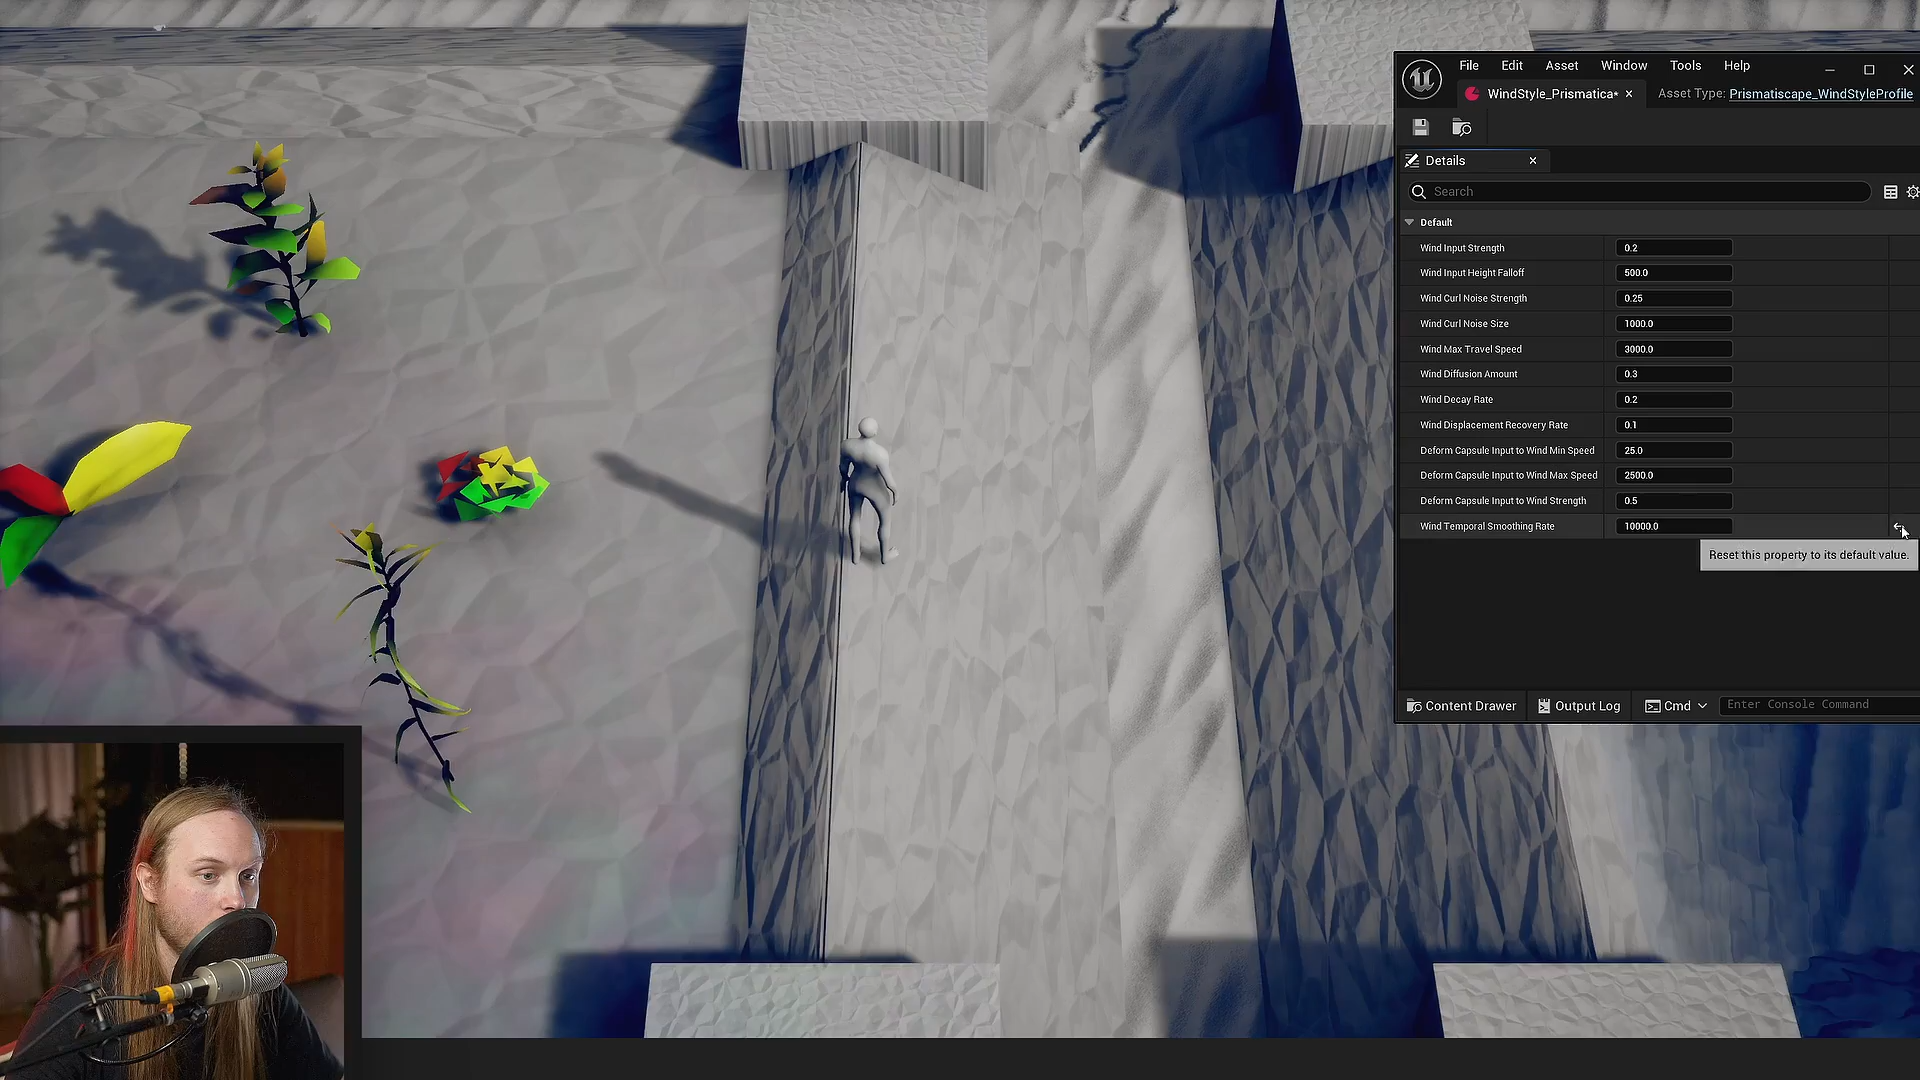 File Edit Asset Window Tools Help
WindStyle_Prismatica* Asset Type: Prismatiscape_WindStyleProfile
Details
Search
Default
Wind Input Strength 0.2
Wind Input Height Falloff 500.0
Wind Curl Noise Strength 0.25
Wind Curl Noise Size 1000.0
Wind Max Travel Speed 3000.0
Wind Diffusion Amount 0.3
Wind Decay Rate 0.2
Wind Displacement Recovery Rate 0.1
Deform Capsule Input to Wind Min Speed 25.0
Deform Capsule Input to Wind Max Speed 2500.0
Deform Capsule Input to Wind Strength 0.5
Wind Temporal Smoothing Rate 10000.0
Reset this property to its default value.
Content Drawer Output Log Cmd Enter Console Command